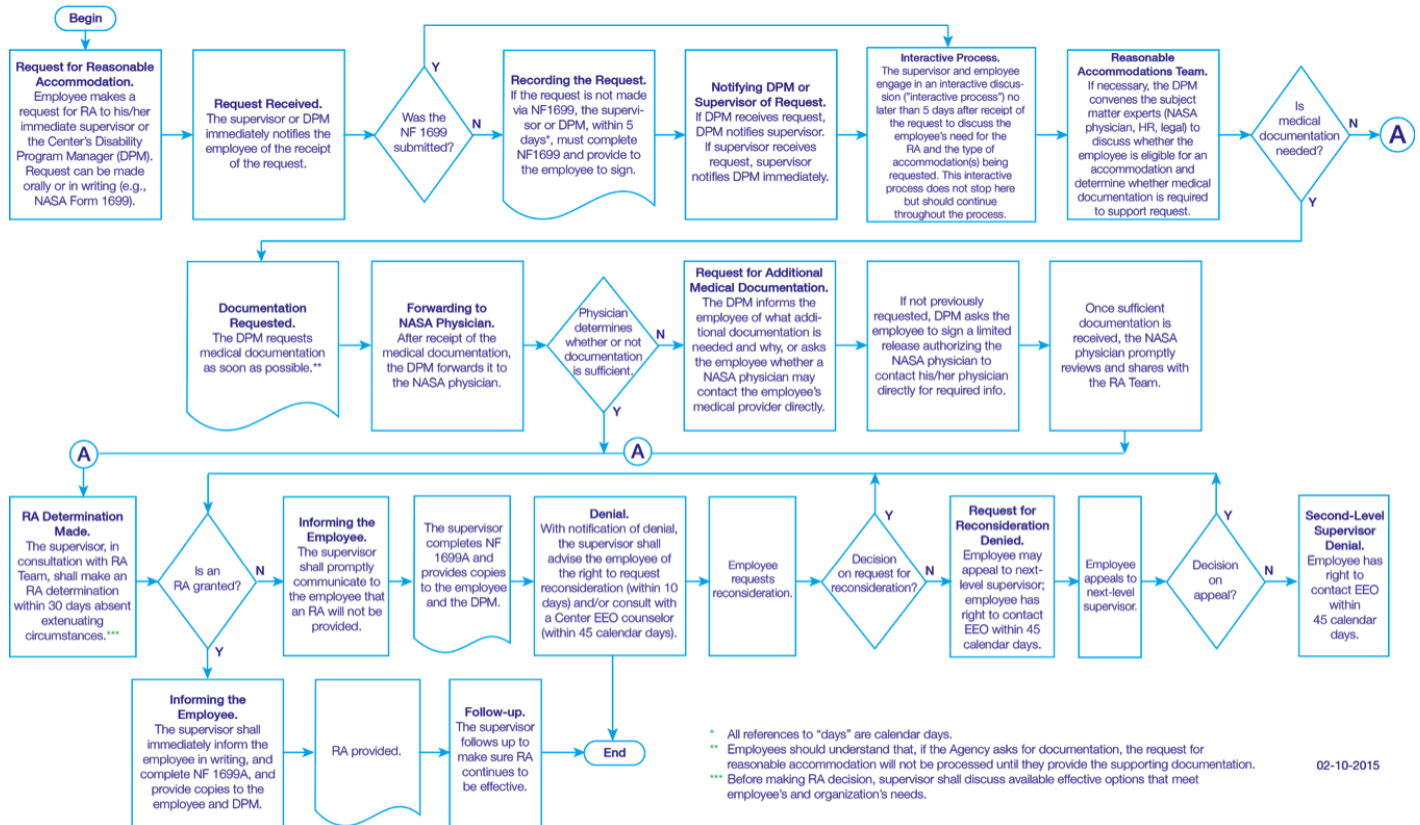 Begin
Request for Reasonable
Accommodation.
Employee makes a
request for RA to his/her
immediate supervisor or
the Center's Disability
Program Manager (DPM).
Request can be made
orally or in writing (e.g.,
NASA Form 1699).
Request Received.
The supervisor or DPM
immediately notifies the
employee of the receipt
of the request.
Y
Was the
NF 1699
submitted?
N
Recording the Request.
If the request is not made
via NF1699, the supervi-
sor or DPM, within 5
days*, must complete
NF1699 and provide to
the employee to sign.
Notifying DPM or
Supervisor of Request.
If DPM receives request,
DPM notifies supervisor.
If supervisor receives
request, supervisor
notifies DPM immediately.
Interactive Process.
The supervisor and employee
engage in an interactive discus-
sion ("interactive process") no
later than 5 days after receipt of
the request to discuss the
employee's need for the
RA and the type of
accommodation(s) being
requested. This interactive
process does not stop here
but should continue
throughout the process.
Reasonable
Accommodations Team.
If necessary, the DPM
convenes the subject
matter experts (NASA
physician, HR, legal) to
discuss whether the
employee is eligible for an
accommodation and
determine whether medical
documentation is required
to support request.
Is
medical
documentation
needed?
N
A
Y
Documentation
Requested.
The DPM requests
medical documentation
as soon as possible.**
Forwarding to
NASA Physician.
After receipt of the
medical documentation,
the DPM forwards it to
the NASA physician.
Physician
determines
whether or not
documentation
is sufficient.
N
Y
Request for Additional
Medical Documentation.
The DPM informs the
employee of what addi-
tional documentation is
needed and why, or asks
the employee whether a
NASA physician may
contact the employee's
medical provider directly.
If not previously
requested, DPM asks the
employee to sign a limited
release authorizing the
NASA physician to
contact his/her physician
directly for required info.
Once sufficient
documentation is
received, the NASA
physician promptly
reviews and shares with
the RA Team.
A
A
RA Determination
Made.
The supervisor, in
consultation with RA
Team, shall make an
RA determination
within 30 days absent
extenuating
circumstances.***
Is an
RA granted?
N
Y
Informing the
Employee.
The supervisor
shall promptly
communicate to
the employee that
an RA will not be
provided.
The supervisor
completes NF
1699A and
provides copies
to the employee
and the DPM.
Denial.
With notification of denial,
the supervisor shall
advise the employee of
the right to request
reconsideration (within 10
days) and/or consult with
a Center EEO counselor
(within 45 calendar days).
Employee
requests
reconsideration.
Y
Decision
on request for
reconsideration?
N
Request for
Reconsideration
Denied.
Employee may
appeal to next-
level supervisor;
employee has
right to contact
EEO within 45
calendar days.
Employee
appeals to
next-level
supervisor.
Y
Decision
on
appeal?
N
Second-Level
Supervisor
Denial.
Employee has
right to
contact EEO
within
45 calendar
days.
Informing the
Employee.
The supervisor shall
immediately inform the
employee in writing, and
complete NF 1699A, and
provide copies to the
employee and DPM.
RA provided.
Follow-up.
The supervisor
follows up to
make sure RA
continues to
be effective.
End
* All references to "days" are calendar days.
** Employees should understand that, if the Agency asks for documentation, the request for
reasonable accommodation will not be processed until they provide the supporting documentation.
*** Before making RA decision, supervisor shall discuss available effective options that meet
employee's and organization's needs.
02-10-2015